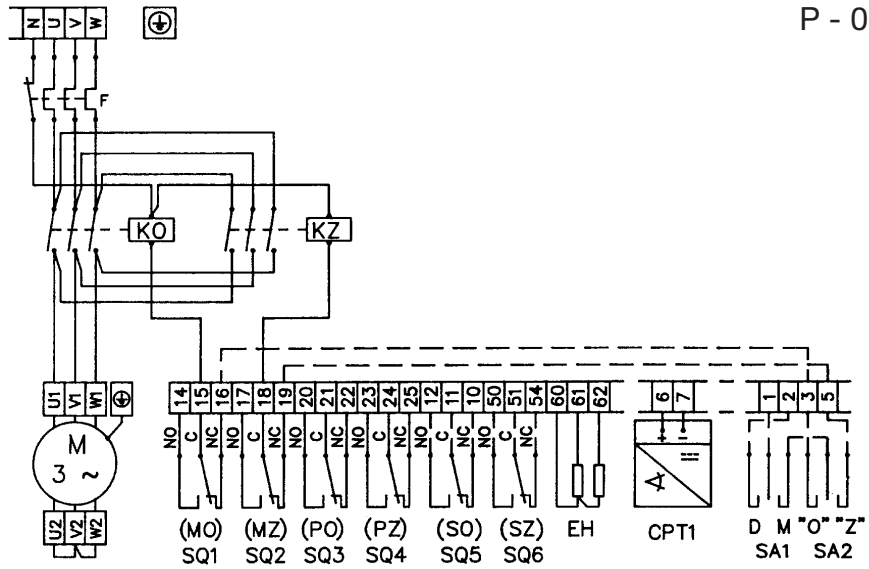 P - 0
N U V W
F
KO KZ
U1 V1 W1
14 15 16 17 18 19 20 21 22 23 24 25 12 11 10 50 51 54 60 61 62 6 7 1 2 3 5
NO C NC NO C NC NO C NC NO C NC NO C NC NO C NC
+ −
M
3 ~
U2 V2 W2
(MO) (MZ) (PO) (PZ) (SO) (SZ) EH CPT1 D M "O" "Z"
SQ1 SQ2 SQ3 SQ4 SQ5 SQ6 SA1 SA2